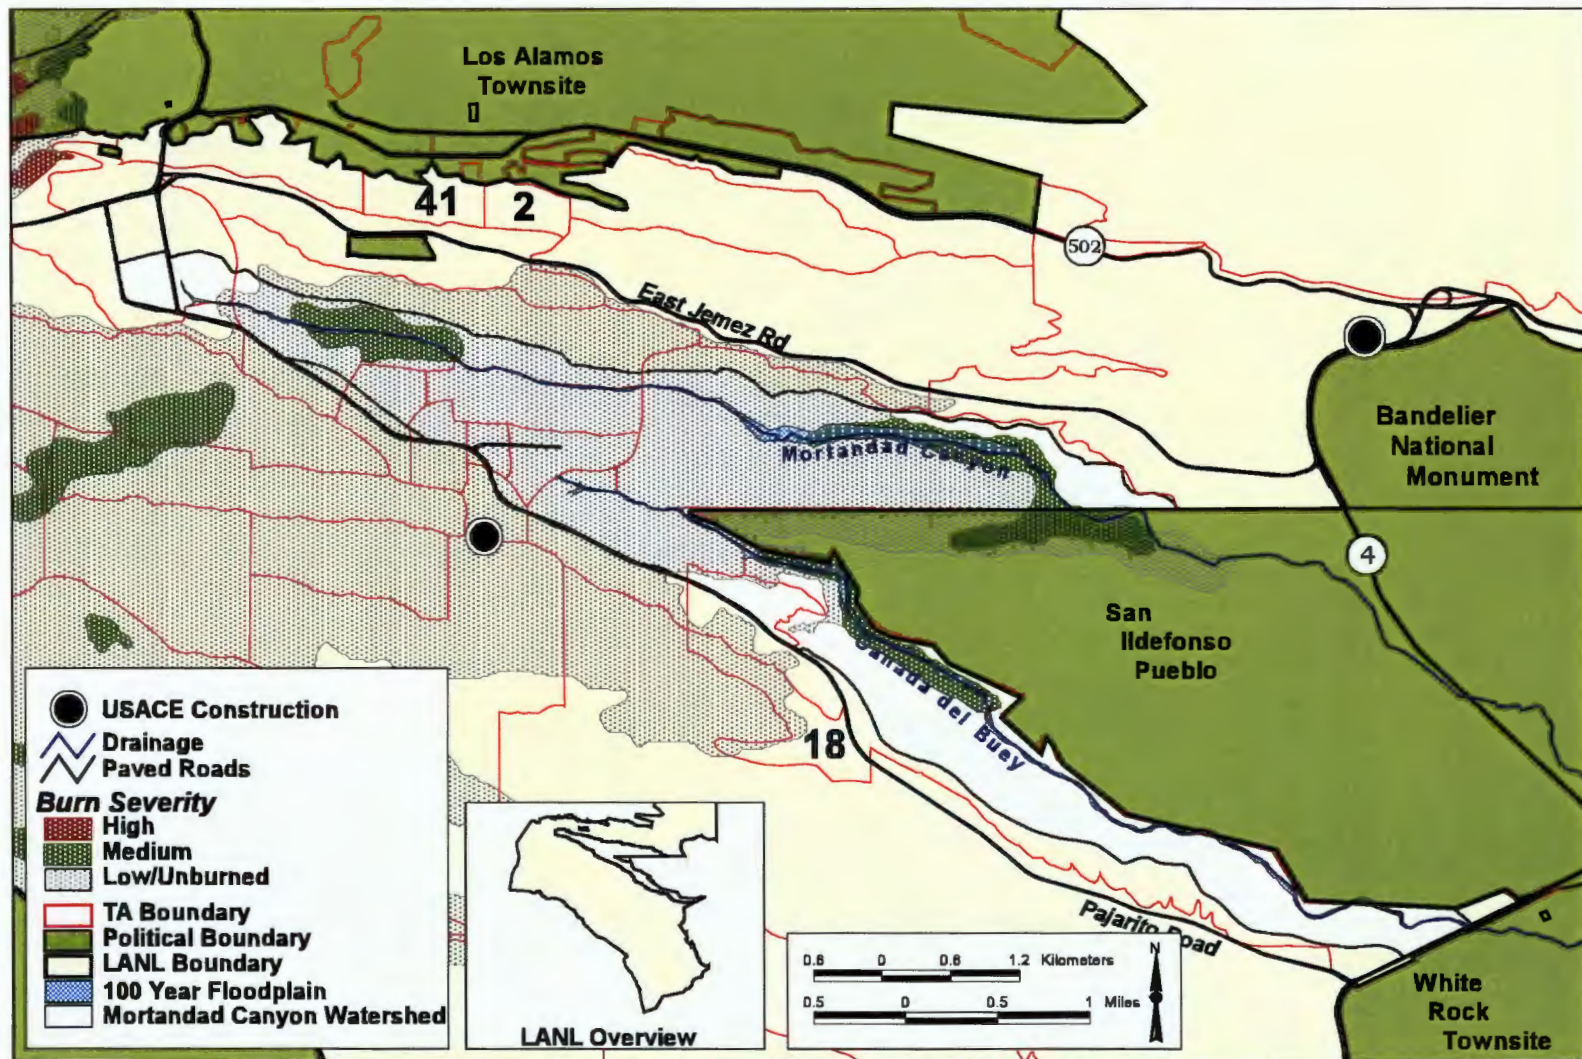 Los Alamos
Townsite
41
2
502
East Jemez Rd
Bandelier
National
Monument
Mortandad Canyon
4
San
Ildefonso
Pueblo
Canada del Buey
18
Pajarito Road
White
Rock
Townsite
USACE Construction
Drainage
Paved Roads
Burn Severity
High
Medium
Low/Unburned
TA Boundary
Political Boundary
LANL Boundary
100 Year Floodplain
Mortandad Canyon Watershed
LANL Overview
0.6 0 0.6 1.2 Kilometers
0.5 0 0.5 1 Miles
N